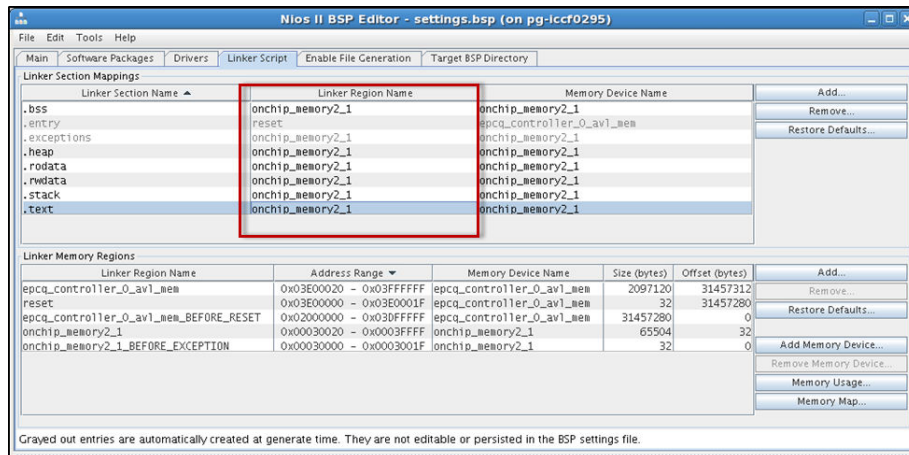 Nios II BSP Editor - settings.bsp (on pg-iccf0295)
File Edit Tools Help
Main Software Packages Drivers Linker Script Enable File Generation Target BSP Directory
Linker Section Mappings
Linker Section Name Linker Region Name Memory Device Name Add...
.bss onchip_memory2_1 onchip_memory2_1 Remove...
.entry reset epcq_controller_0_avl_mem
.exceptions onchip_memory2_1 onchip_memory2_1 Restore Defaults...
.heap onchip_memory2_1 onchip_memory2_1
.rodata onchip_memory2_1 onchip_memory2_1
.rwdata onchip_memory2_1 onchip_memory2_1
.stack onchip_memory2_1 onchip_memory2_1
.text onchip_memory2_1 onchip_memory2_1
Linker Memory Regions
Linker Region Name Address Range Memory Device Name Size (bytes) Offset (bytes) Add...
epcq_controller_0_avl_mem 0x03E00020 - 0x03FFFFFF epcq_controller_0_avl_mem 2097120 31457312 Remove...
reset 0x03E00000 - 0x03E0001F epcq_controller_0_avl_mem 32 31457280
epcq_controller_0_avl_mem_BEFORE_RESET 0x02000000 - 0x03DFFFFF epcq_controller_0_avl_mem 31457280 0 Restore Defaults...
onchip_memory2_1 0x00030020 - 0x0003FFFF onchip_memory2_1 65504 32
onchip_memory2_1_BEFORE_EXCEPTION 0x00030000 - 0x0003001F onchip_memory2_1 32 0 Add Memory Device...
Remove Memory Device...
Memory Usage...
Memory Map...
Grayed out entries are automatically created at generate time. They are not editable or persisted in the BSP settings file.